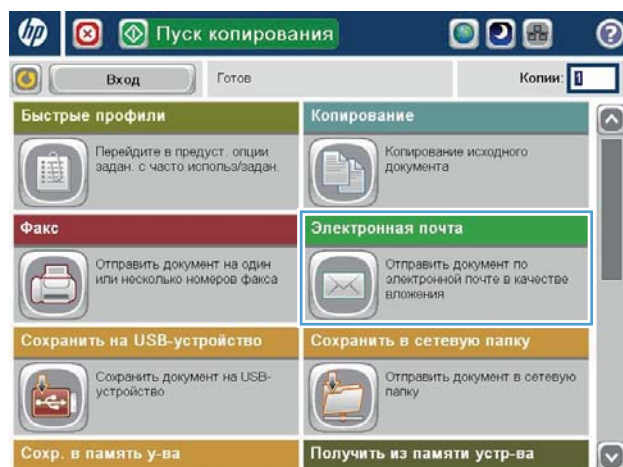 hp
Пуск копирования
?
Вход
Готов
Копии: 1
Быстрые профили
Перейдите в предуст. опции
задан. с часто использ/задан.
Копирование
Копирование исходного
документа
Факс
Отправить документ на один
или несколько номеров факса
Электронная почта
Отправить документ по
электронной почте в качестве
вложения
Сохранить на USB-устройство
Сохранить документ на USB-
устройство
Сохранить в сетевую папку
Отправить документ в сетевую
папку
Сохр. в память у-ва
Получить из памяти устр-ва